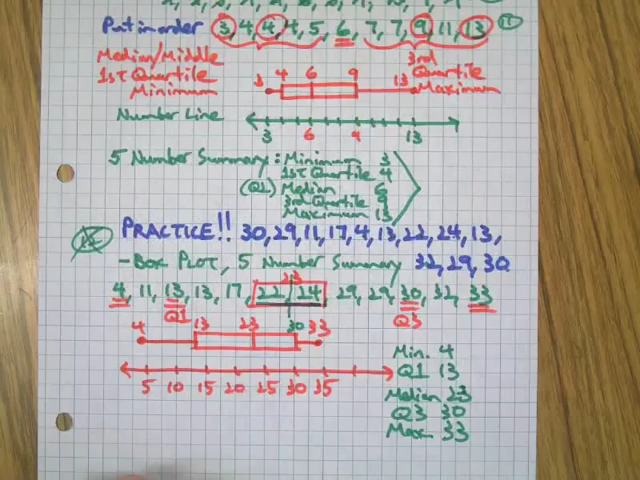 Put in order 3, 4, 4, 4, 5, 6, 7, 7, 9, 11, 13 11
Median/Middle
1st Quartile
Minimum
3 4 6 9 13
3rd
Quartile
Maximum
Number Line
3 6 9 13
5 Number Summary: Minimum 3
1st Quartile 4
(Q1) Median 6
3rd Quartile 9
Maximum 13
12 PRACTICE!! 30, 29, 11, 17, 4, 13, 22, 24, 13,
32, 29, 30
- Box PLOT, 5 Number Summary
23
4, 11, 13, 13, 17, 22, 24, 29, 29, 30, 32, 33
Q1 Q3
4 13 23 30 33
5 10 15 20 25 30 35
Min. 4
Q1 13
Median 23
Q3 30
Max 33